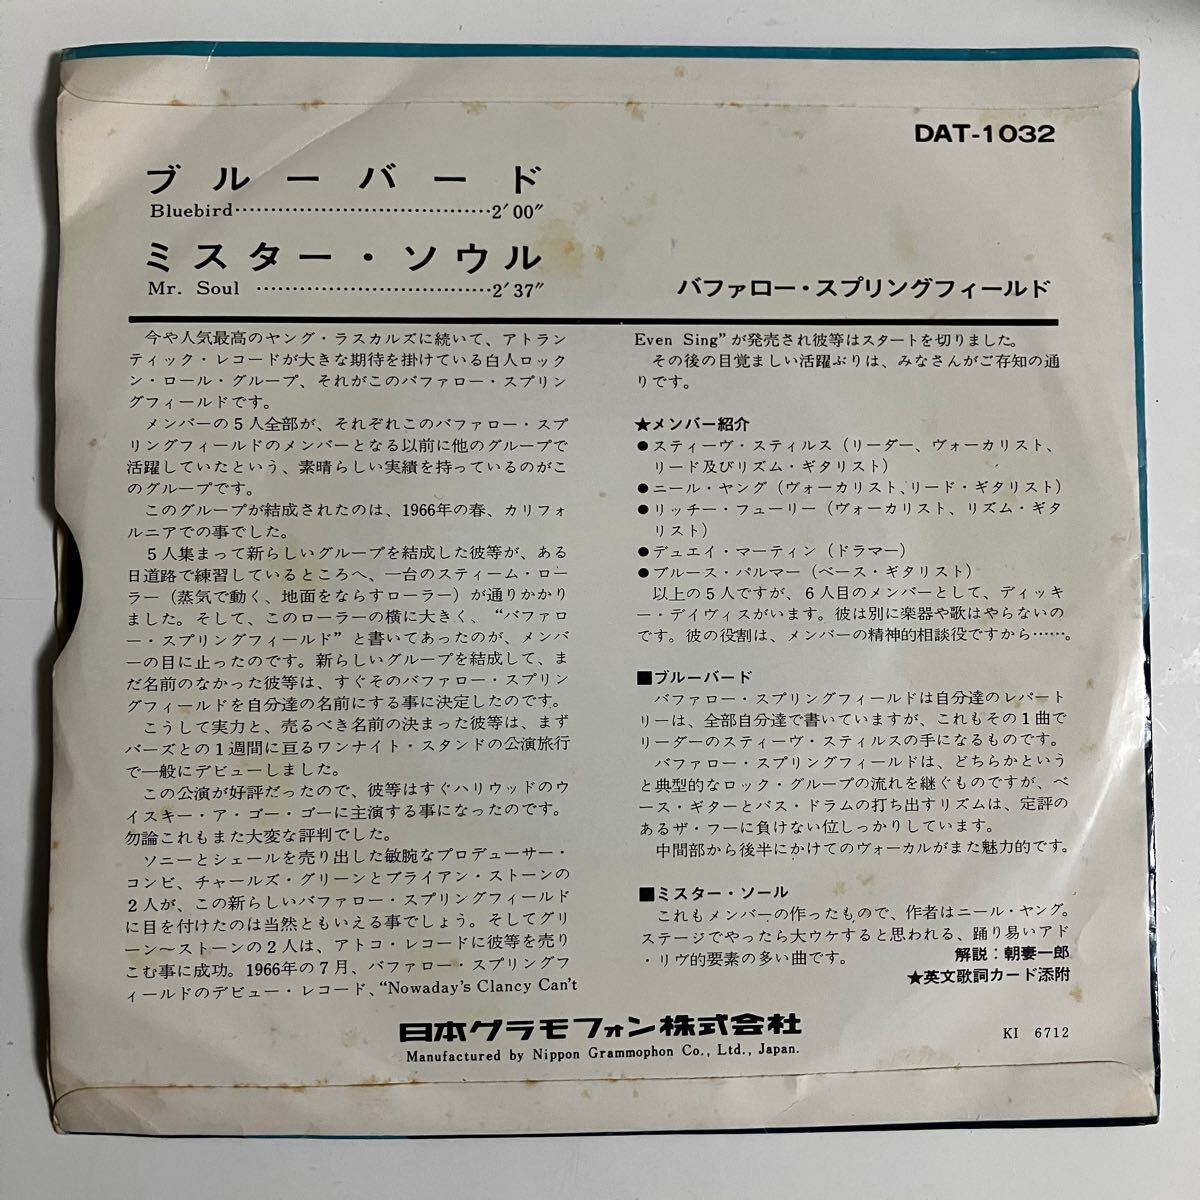 DAT-1032
ブルーバード
Bluebird……………………………2′00″
ミスター・ソウル
Mr. Soul ……………………………2′37″
バファロー・スプリングフィールド
今や人気最高のヤング・ラスカルズに続いて、アトラン
ティック・レコードが大きな期待を掛けている白人ロック
ン・ロール・グループ、それがこのバファロー・スプリン
グフィールドです。
メンバーの5人全部が、それぞれこのバファロー・スプ
リングフィールドのメンバーとなる以前に他のグループで
活躍していたという、素晴らしい実績を持っているのがこ
のグループです。
このグループが結成されたのは、1966年の春、カリフォ
ルニアでの事でした。
5人集まって新らしいグループを結成した彼等が、ある
日道路で練習しているところへ、一台のスティーム・ロー
ラー（蒸気で動く、地面をならすローラー）が通りかかり
ました。そして、このローラーの横に大きく、“バファロ
ー・スプリングフィールド”と書いてあったのが、メンバ
ーの目に止ったのです。新らしいグループを結成して、ま
だ名前のなかった彼等は、すぐそのバファロー・スプリン
グフィールドを自分達の名前にする事に決定したのです。
こうして実力と、売るべき名前の決まった彼等は、まず
バーズとの1週間に亘るワンナイト・スタンドの公演旅行
で一般にデビューしました。
この公演が好評だったので、彼等はすぐハリウッドのウ
イスキー・ア・ゴー・ゴーに主演する事になったのです。
勿論これもまた大変な評判でした。
ソニーとシェールを売り出した敏腕なプロデューサー・
コンビ、チャールズ・グリーンとブライアン・ストーンの
2人が、この新らしいバファロー・スプリングフィールド
に目を付けたのは当然ともいえる事でしょう。そしてグリ
ーン〜ストーンの2人は、アトコ・レコードに彼等を売り
こむ事に成功。1966年の7月、バファロー・スプリングフ
ィールドのデビュー・レコード、“Nowaday's Clancy Can't
Even Sing”が発売され彼等はスタートを切りました。
その後の目覚ましい活躍ぶりは、みなさんがご存知の通
りです。
★メンバー紹介
●スティーヴ・スティルス（リーダー、ヴォーカリスト、
リード及びリズム・ギタリスト）
●ニール・ヤング（ヴォーカリスト、リード・ギタリスト）
●リッチー・フューリー（ヴォーカリスト、リズム・ギタ
リスト）
●デュエイ・マーティン（ドラマー）
●ブルース・パルマー（ベース・ギタリスト）
以上の5人ですが、6人目のメンバーとして、ディッキ
ー・デイヴィスがいます。彼は別に楽器や歌はやらないの
です。彼の役割は、メンバーの精神的相談役ですから……。
■ブルーバード
バファロー・スプリングフィールドは自分達のレパート
リーは、全部自分達で書いていますが、これもその1曲で
リーダーのスティーヴ・スティルスの手になるものです。
バファロー・スプリングフィールドは、どちらかという
と典型的なロック・グループの流れを継ぐものですが、ベ
ース・ギターとバス・ドラムの打ち出すリズムは、定評の
あるザ・フーに負けない位しっかりしています。
中間部から後半にかけてのヴォーカルがまた魅力的です。
■ミスター・ソール
これもメンバーの作ったもので、作者はニール・ヤング。
ステージでやったら大ウケすると思われる、踊り易いアド
・リヴ的要素の多い曲です。
解説：朝妻一郎
★英文歌詞カード添附
日本グラモフォン株式会社
Manufactured by Nippon Grammophon Co., Ltd., Japan.
KI 6712